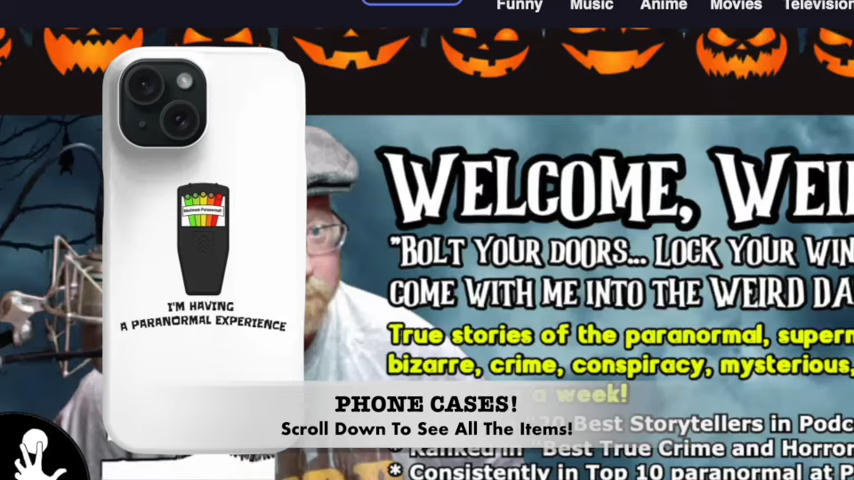 Funny Music Anime Movies Television
WELCOME, WEI
"BOLT YOUR DOORS... LOCK YOUR WIN
COME WITH ME INTO THE WEIRD DA
True stories of the paranormal, supern
bizarre, crime, conspiracy, mysterious,
a week!
Best Storytellers in Podc
* Ranked in "Best True Crime and Horror
* Consistently in Top 10 paranormal at P
I'M HAVING
A PARANORMAL EXPERIENCE
PHONE CASES!
Scroll Down To See All The Items!